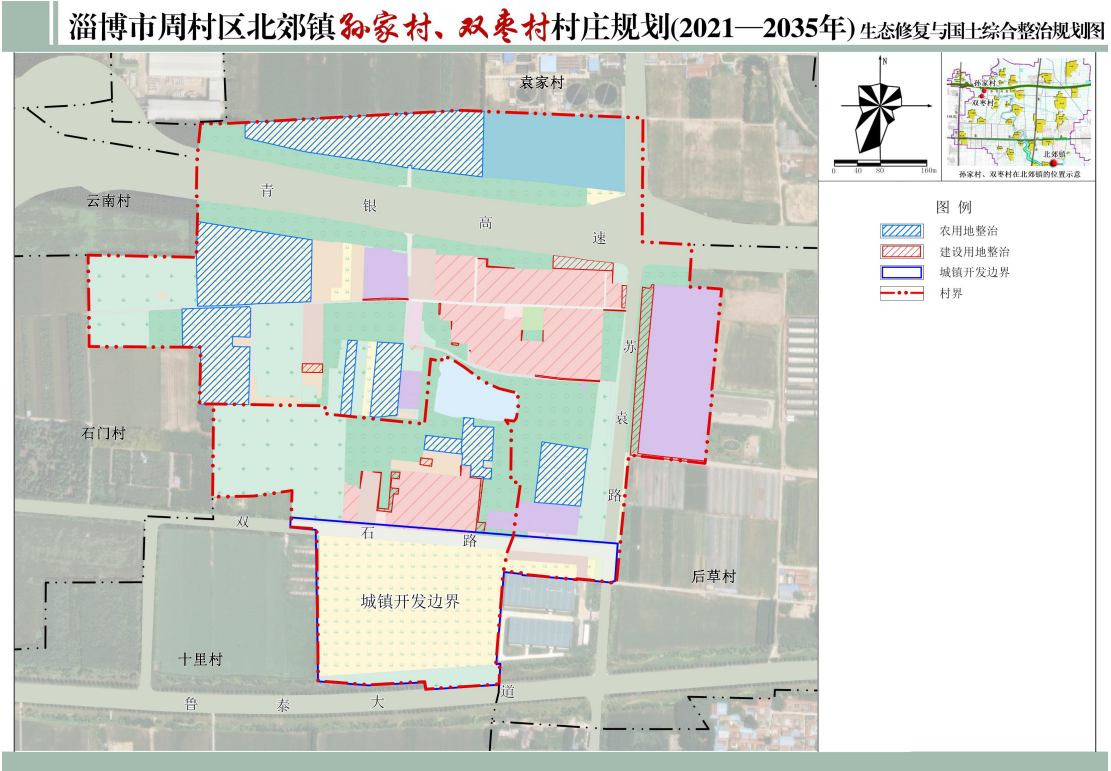 淄博市周村区北郊镇孙家村、双枣村村庄规划(2021—2035年) 生态修复与国土综合整治规划图
袁家村
N
孙家村
双枣村
北郊镇
0 40 80 160m
孙家村、双枣村在北郊镇的位置示意
云南村
青银高速
图 例
农用地整治
建设用地整治
城镇开发边界
村界
苏袁路
石门村
双石路
后草村
城镇开发边界
十里村
鲁泰大道